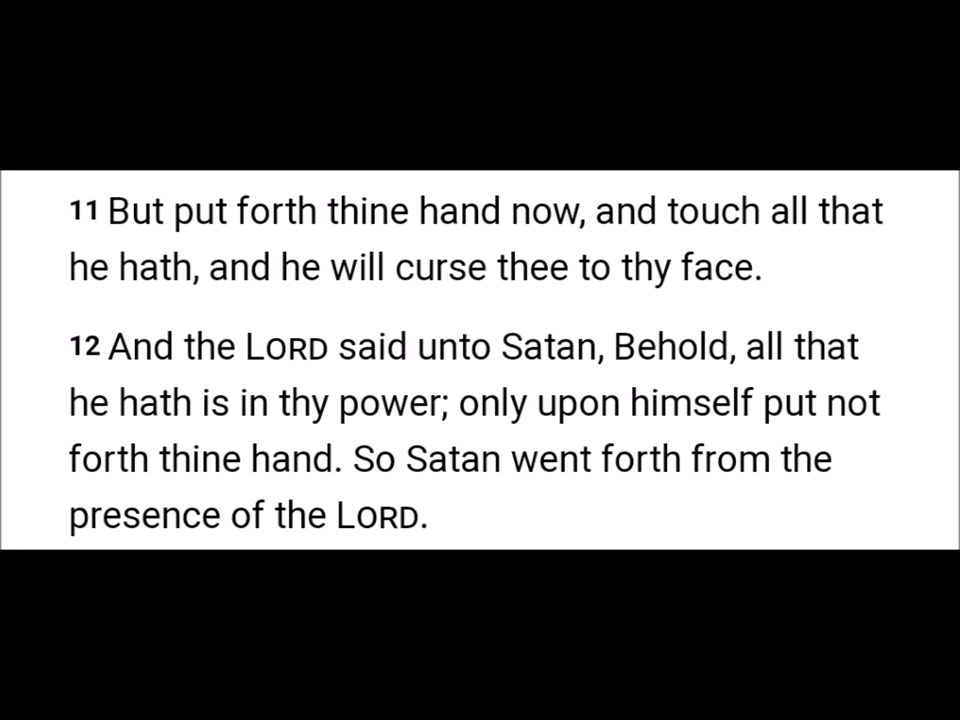 11 But put forth thine hand now, and touch all that
he hath, and he will curse thee to thy face.
12 And the LORD said unto Satan, Behold, all that
he hath is in thy power; only upon himself put not
forth thine hand. So Satan went forth from the
presence of the LORD.